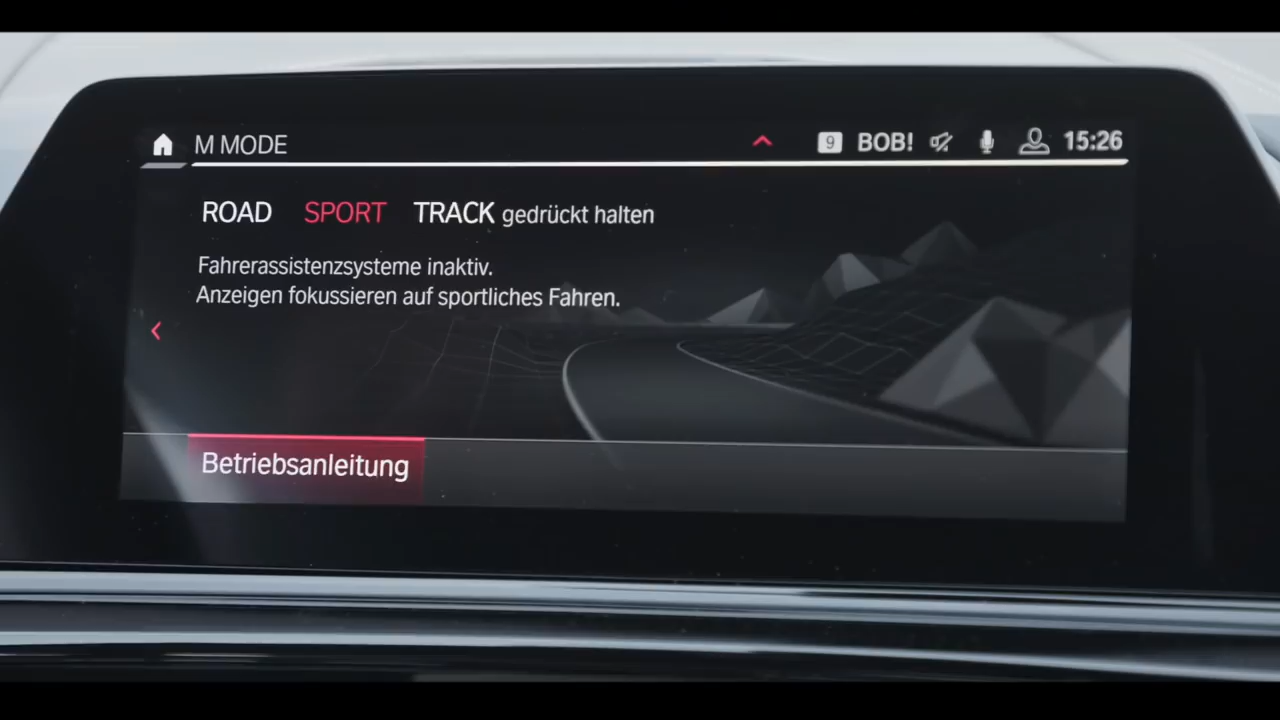 M MODE 9 BOB! 15:26
ROAD SPORT TRACK gedrückt halten
Fahrerassistenzsysteme inaktiv.
Anzeigen fokussieren auf sportliches Fahren.
Betriebsanleitung